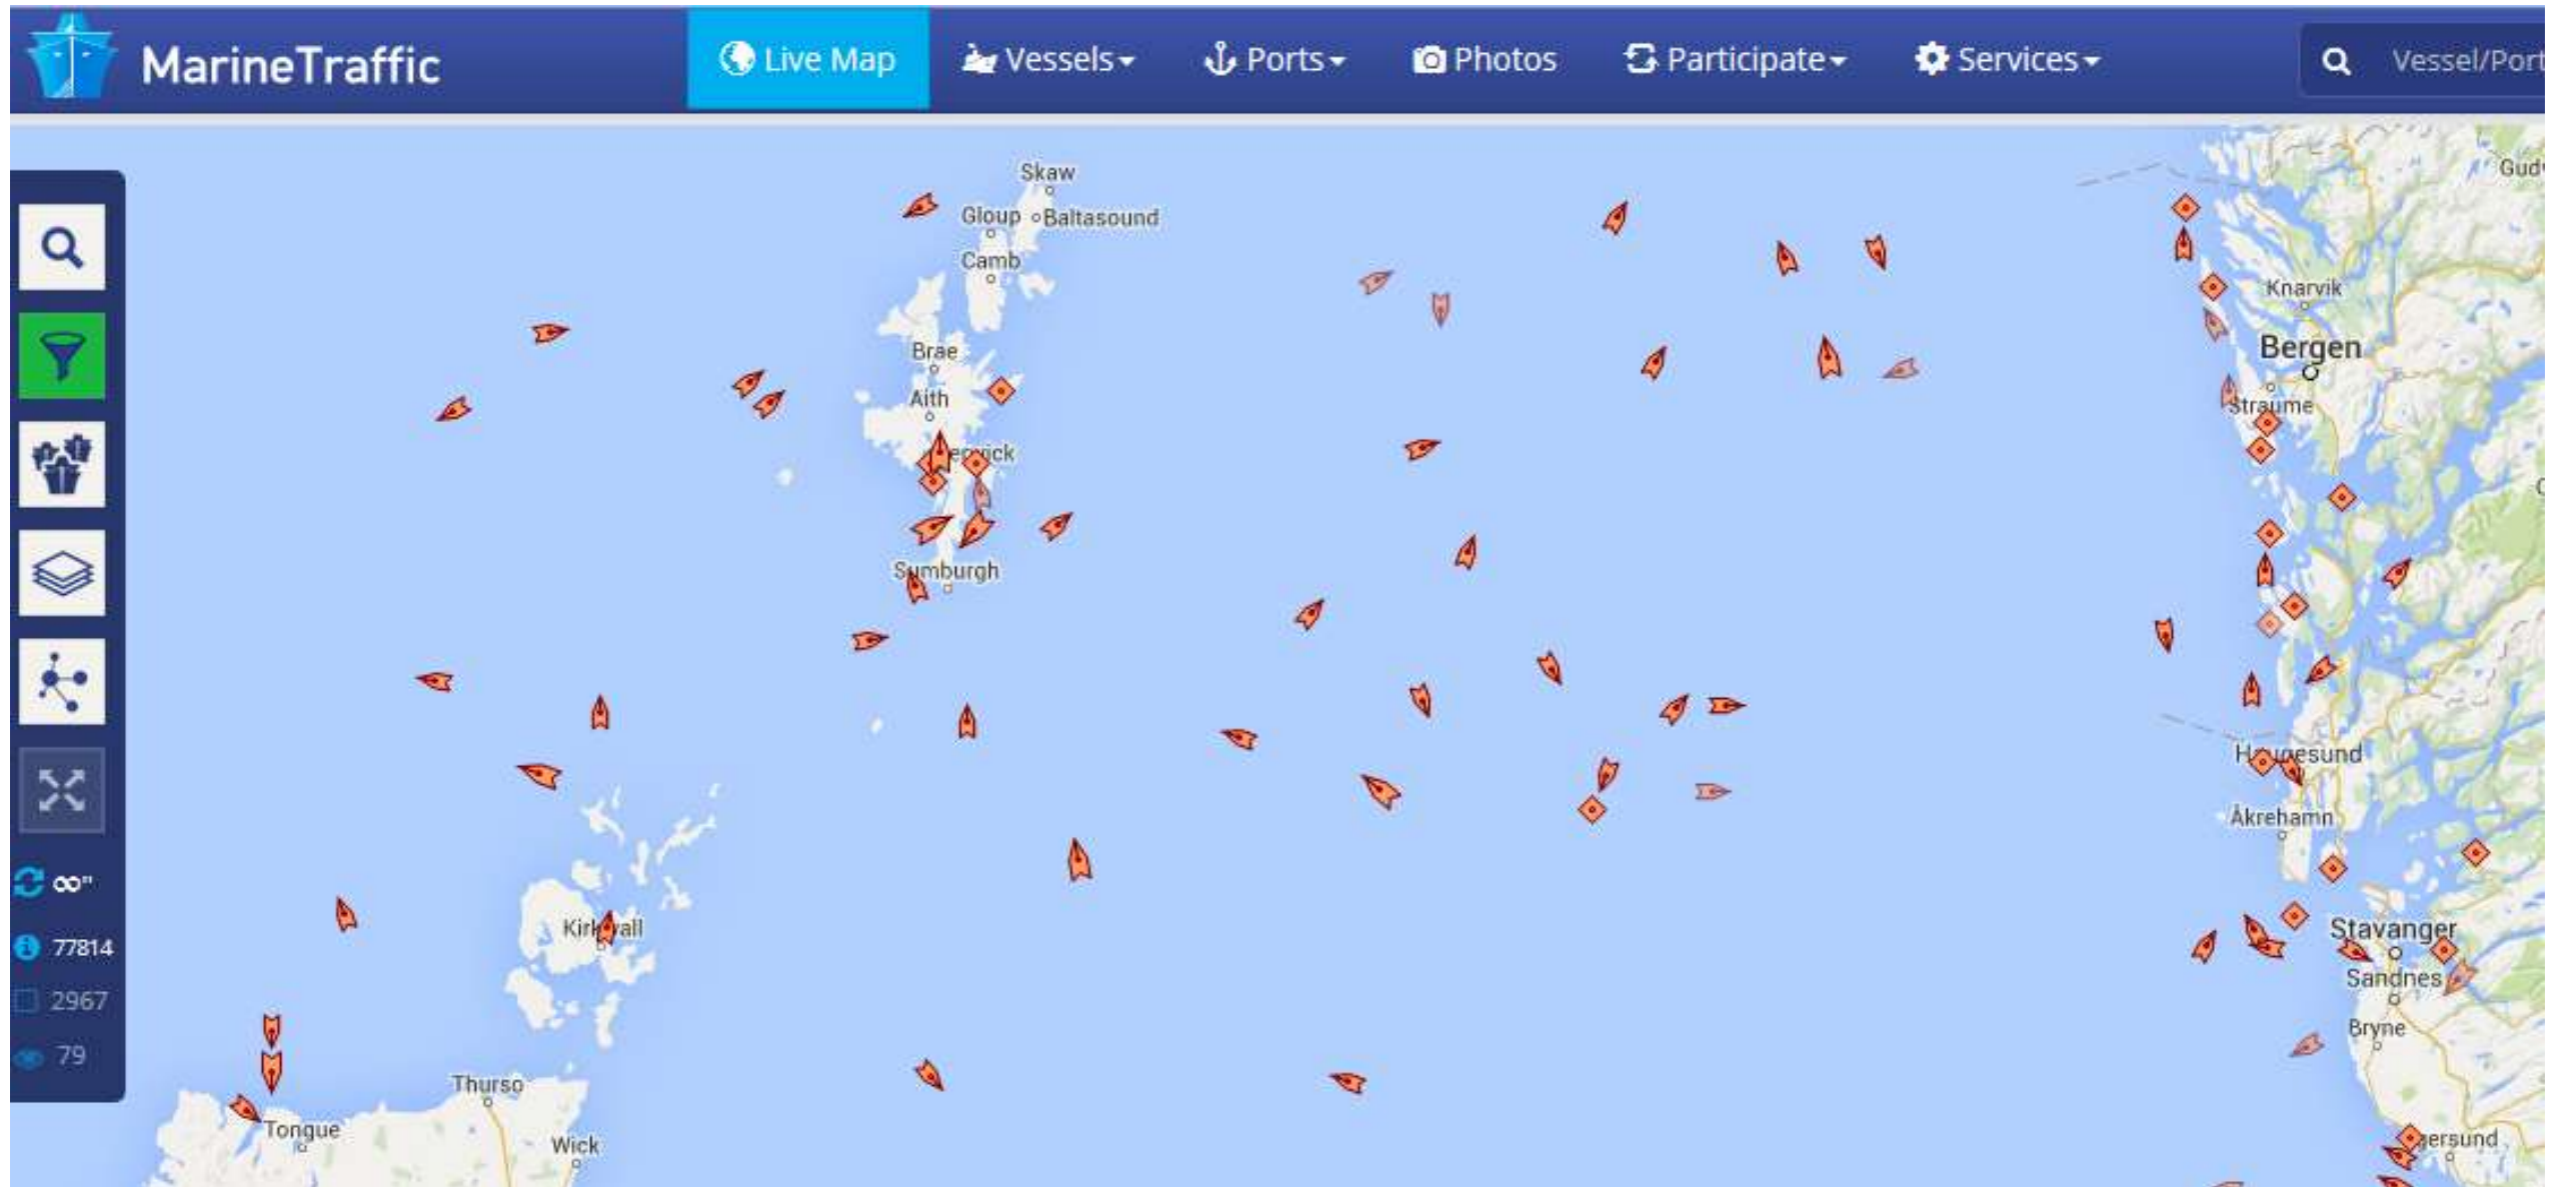 MarineTraffic
Live Map
Vessels
Ports
Photos
Participate
Services
Vessel/Port
Skaw
Gloup
Baltasound
Camb
Brae
Aith
Sumburgh
Kirkwall
Thurso
Tongue
Wick
Knarvik
Bergen
Straume
Haugesund
Åkrehamn
Stavanger
Sandnes
Bryne
∞"
77814
2967
79